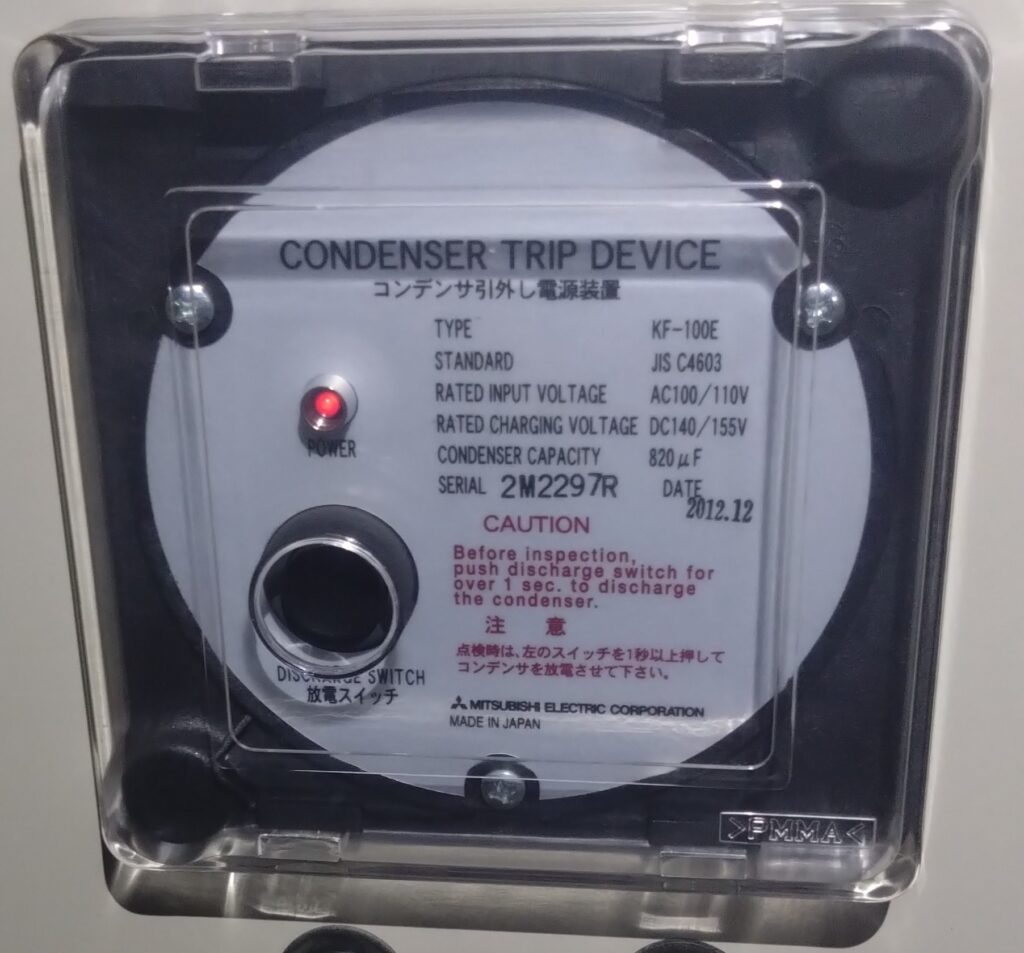 CONDENSER TRIP DEVICE
コンデンサ引外し電源装置
TYPE KF-100E
STANDARD JIS C4603
RATED INPUT VOLTAGE AC100/110V
RATED CHARGING VOLTAGE DC140/155V
CONDENSER CAPACITY 820μF
SERIAL 2M2297R DATE 2012.12
POWER
CAUTION
Before inspection,
push discharge switch for
over 1 sec. to discharge
the condenser.
注 意
点検時は、左のスイッチを1秒以上押して
コンデンサを放電させて下さい。
DISCHARGE SWITCH
放電スイッチ
MITSUBISHI ELECTRIC CORPORATION
MADE IN JAPAN
>PMMA<